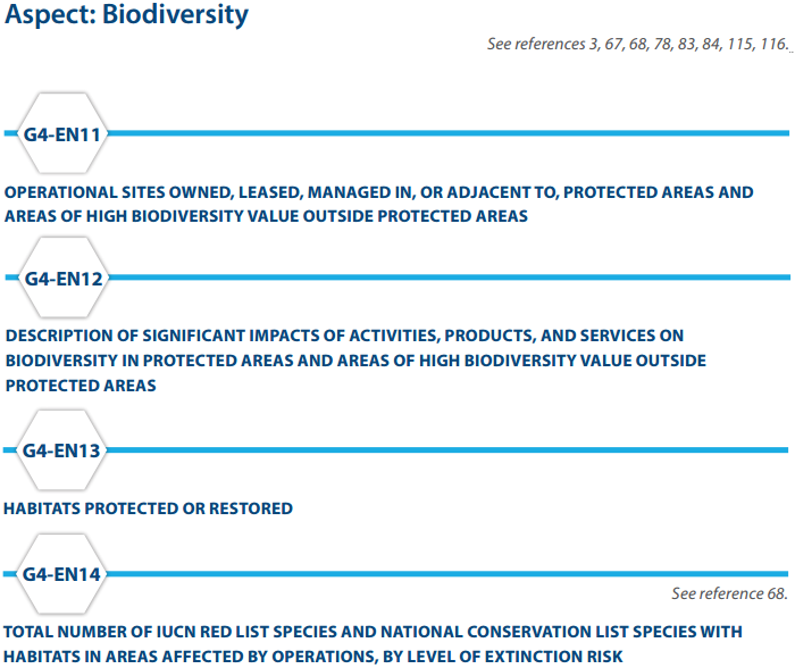 Aspect: Biodiversity
See references 3, 67, 68, 78, 83, 84, 115, 116.
G4-EN11
OPERATIONAL SITES OWNED, LEASED, MANAGED IN, OR ADJACENT TO, PROTECTED AREAS AND
AREAS OF HIGH BIODIVERSITY VALUE OUTSIDE PROTECTED AREAS
G4-EN12
DESCRIPTION OF SIGNIFICANT IMPACTS OF ACTIVITIES, PRODUCTS, AND SERVICES ON
BIODIVERSITY IN PROTECTED AREAS AND AREAS OF HIGH BIODIVERSITY VALUE OUTSIDE
PROTECTED AREAS
G4-EN13
HABITATS PROTECTED OR RESTORED
G4-EN14
See reference 68.
TOTAL NUMBER OF IUCN RED LIST SPECIES AND NATIONAL CONSERVATION LIST SPECIES WITH
HABITATS IN AREAS AFFECTED BY OPERATIONS, BY LEVEL OF EXTINCTION RISK